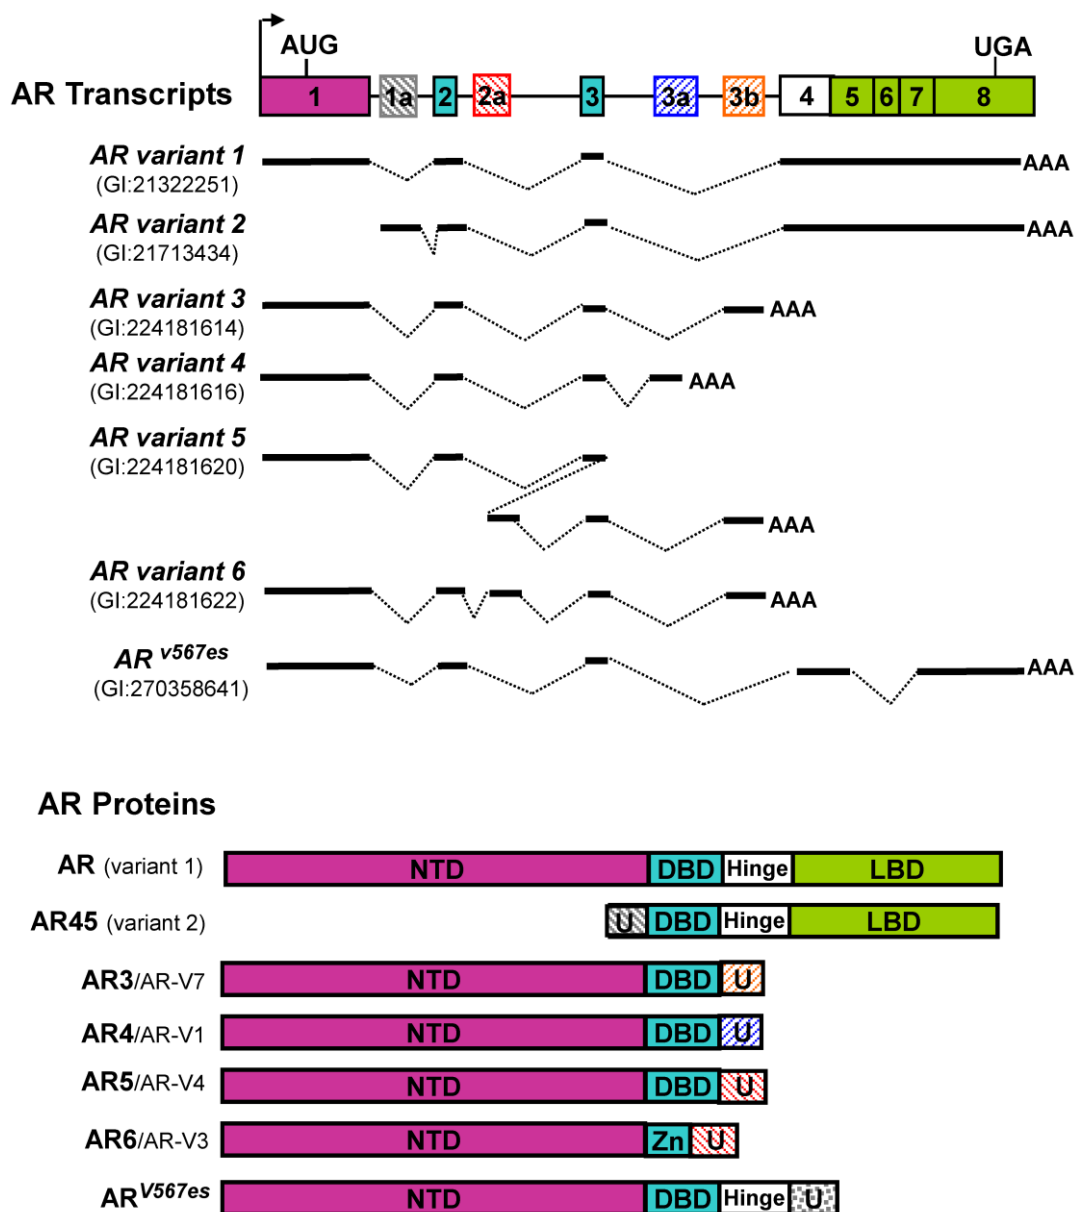 AUG
UGA
AR Transcripts
1 1a 2 2a 3 3a 3b 4 5 6 7 8
AR variant 1
(GI:21322251)
AAA
AR variant 2
(GI:21713434)
AAA
AR variant 3
(GI:224181614)
AAA
AR variant 4
(GI:224181616)
AAA
AR variant 5
(GI:224181620)
AAA
AR variant 6
(GI:224181622)
AAA
AR v567es
(GI:270358641)
AAA
AR Proteins
AR (variant 1) NTD DBD Hinge LBD
AR45 (variant 2) U DBD Hinge LBD
AR3/AR-V7 NTD DBD U
AR4/AR-V1 NTD DBD U
AR5/AR-V4 NTD DBD U
AR6/AR-V3 NTD Zn U
ARV567es NTD DBD Hinge U